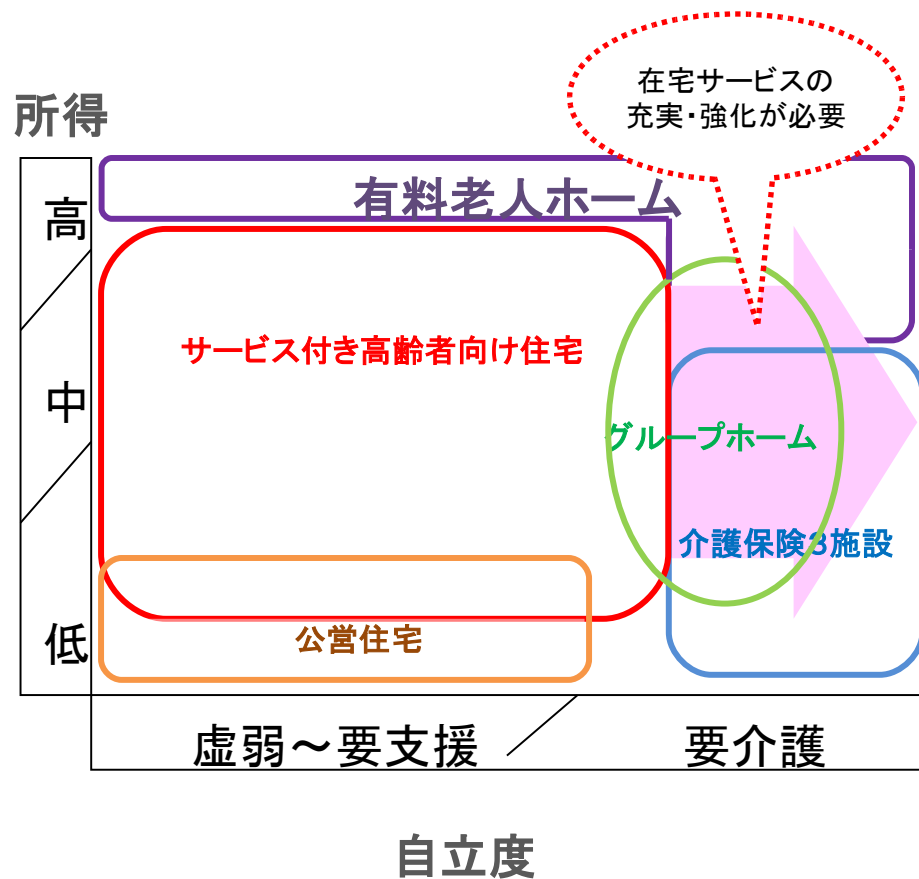 在宅サービスの
充実・強化が必要
所得
高
有料老人ホーム
サービス付き高齢者向け住宅
中
グループホーム
介護保険3施設
低
公営住宅
虚弱~要支援
要介護
自立度